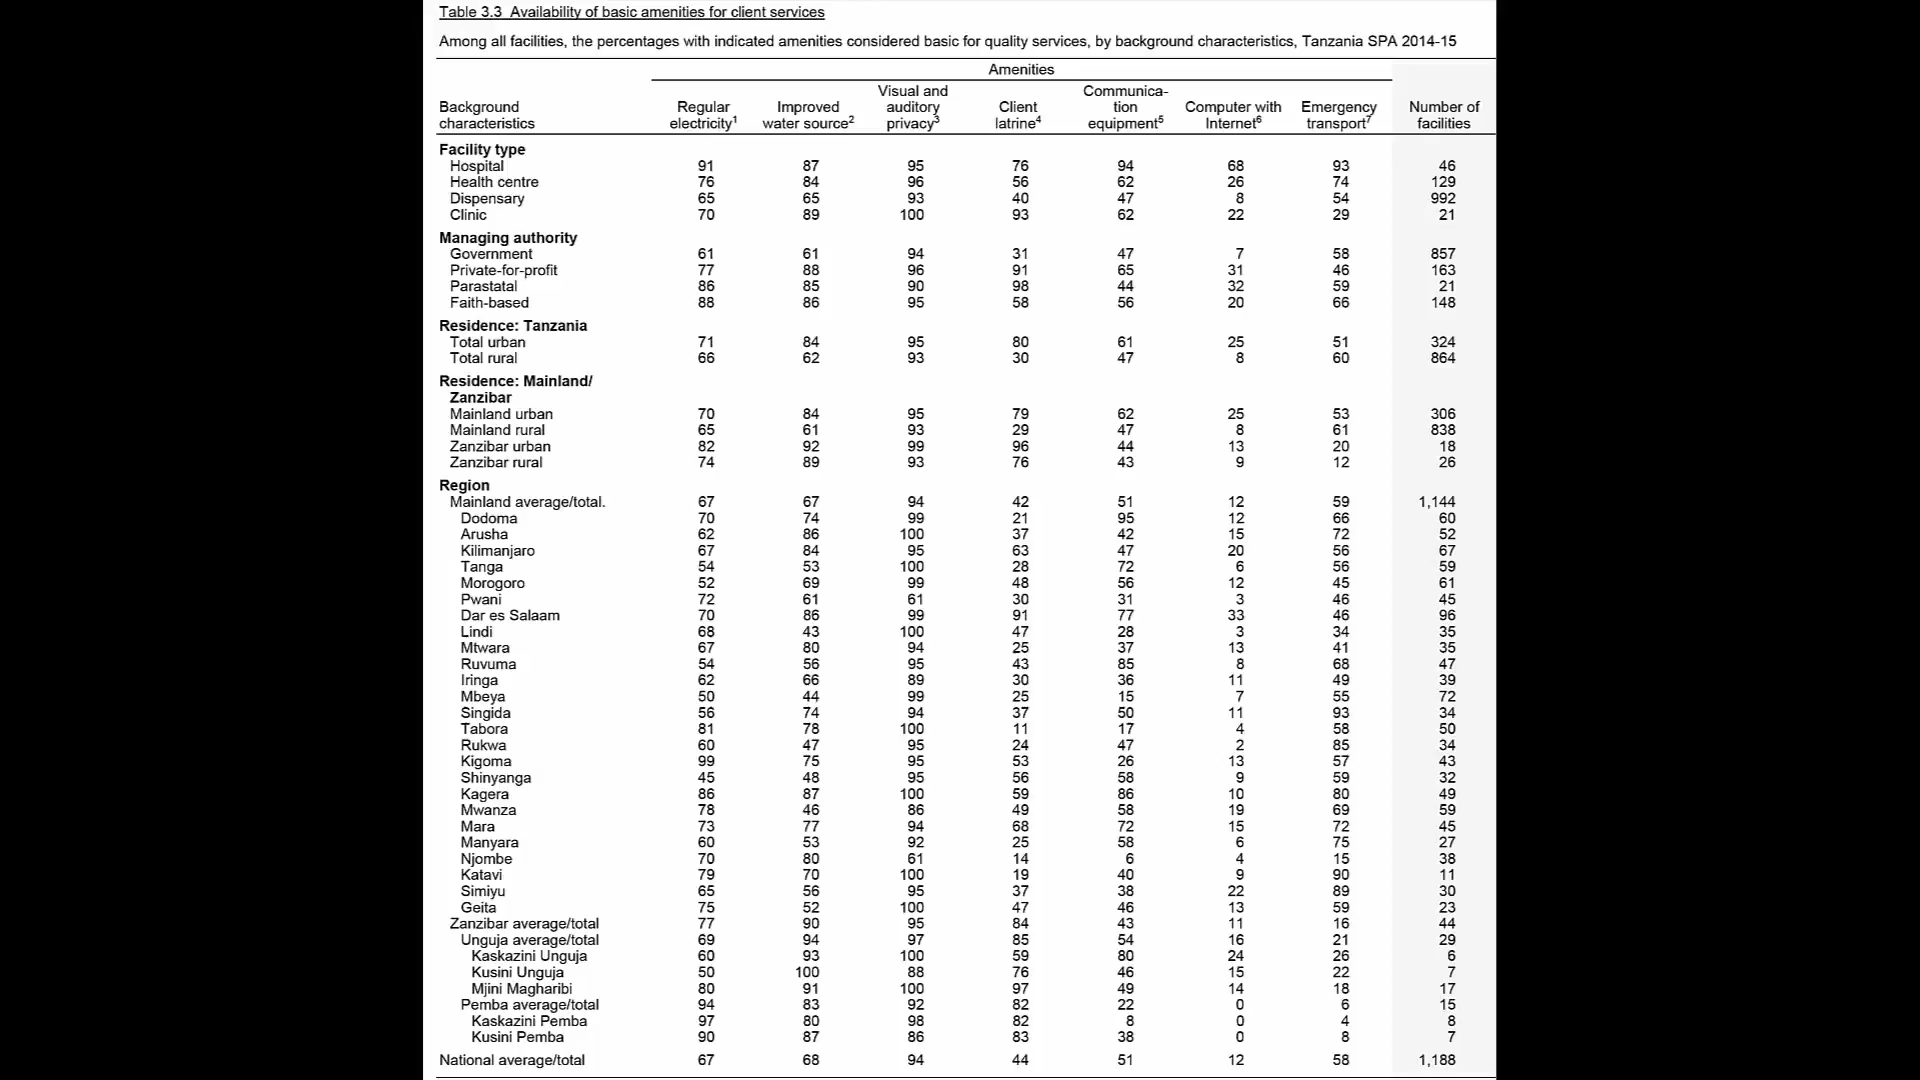 Table 3.3 Availability of basic amenities for client services
Among all facilities, the percentages with indicated amenities considered basic for quality services, by background characteristics, Tanzania SPA 2014-15
Amenities
Background characteristics Regular electricity1 Improved water source2 Visual and auditory privacy3 Client latrine4 Communica-tion equipment5 Computer with Internet6 Emergency transport7 Number of facilities
Facility type
Hospital 91 87 95 76 94 68 93 46
Health centre 76 84 96 56 62 26 74 129
Dispensary 65 65 93 40 47 8 54 992
Clinic 70 89 100 93 62 22 29 21
Managing authority
Government 61 61 94 31 47 7 58 857
Private-for-profit 77 88 96 91 65 31 46 163
Parastatal 86 85 90 98 44 32 59 21
Faith-based 88 86 95 58 56 20 66 148
Residence: Tanzania
Total urban 71 84 95 80 61 25 51 324
Total rural 66 62 93 30 47 8 60 864
Residence: Mainland/
Zanzibar
Mainland urban 70 84 95 79 62 25 53 306
Mainland rural 65 61 93 29 47 8 61 838
Zanzibar urban 82 92 99 96 44 13 20 18
Zanzibar rural 74 89 93 76 43 9 12 26
Region
Mainland average/total. 67 67 94 42 51 12 59 1,144
Dodoma 70 74 99 21 95 12 66 60
Arusha 62 86 100 37 42 15 72 52
Kilimanjaro 67 84 95 63 47 20 56 67
Tanga 54 53 100 28 72 6 56 59
Morogoro 52 69 99 48 56 12 45 61
Pwani 72 61 61 30 31 3 46 45
Dar es Salaam 70 86 99 91 77 33 46 96
Lindi 68 43 100 47 28 3 34 35
Mtwara 67 80 94 25 37 13 41 35
Ruvuma 54 56 95 43 85 8 68 47
Iringa 62 66 89 30 36 11 49 39
Mbeya 50 44 99 25 15 7 55 72
Singida 56 74 94 37 50 11 93 34
Tabora 81 78 100 11 17 4 58 50
Rukwa 60 47 95 24 47 2 85 34
Kigoma 99 75 95 53 26 13 57 43
Shinyanga 45 48 95 56 58 9 59 32
Kagera 86 87 100 59 86 10 80 49
Mwanza 78 46 86 49 58 19 69 59
Mara 73 77 94 68 72 15 72 45
Manyara 60 53 92 25 58 6 75 27
Njombe 70 80 61 14 6 4 15 38
Katavi 79 70 100 19 40 9 90 11
Simiyu 65 56 95 37 38 22 89 30
Geita 75 52 100 47 46 13 59 23
Zanzibar average/total 77 90 95 84 43 11 16 44
Unguja average/total 69 94 97 85 54 16 21 29
Kaskazini Unguja 60 93 100 59 80 24 26 6
Kusini Unguja 50 100 88 76 46 15 22 7
Mjini Magharibi 80 91 100 97 49 14 18 17
Pemba average/total 94 83 92 82 22 0 6 15
Kaskazini Pemba 97 80 98 82 8 0 4 8
Kusini Pemba 90 87 86 83 38 0 8 7
National average/total 67 68 94 44 51 12 58 1,188